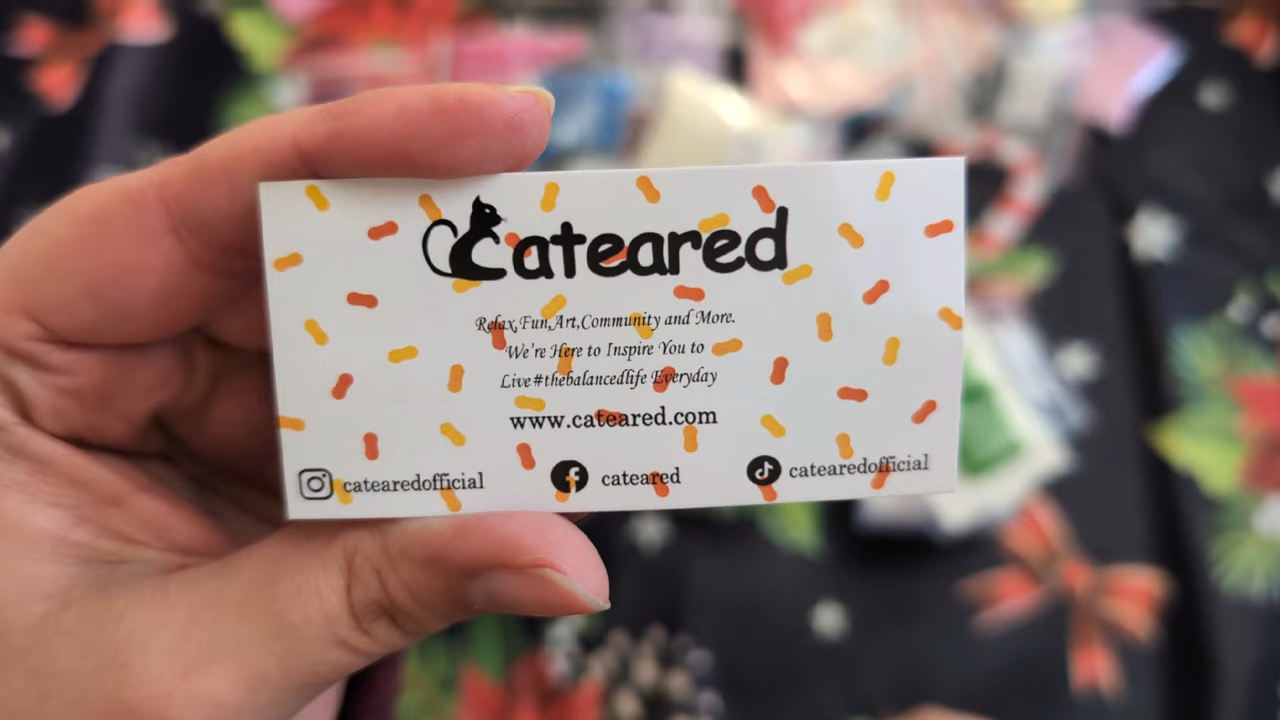 Cateared
Relax,Fun,Art,Community and More.
We're Here to Inspire You to
Live #thebalancedlife Everyday
www.cateared.com
catearedofficial cateared catearedofficial